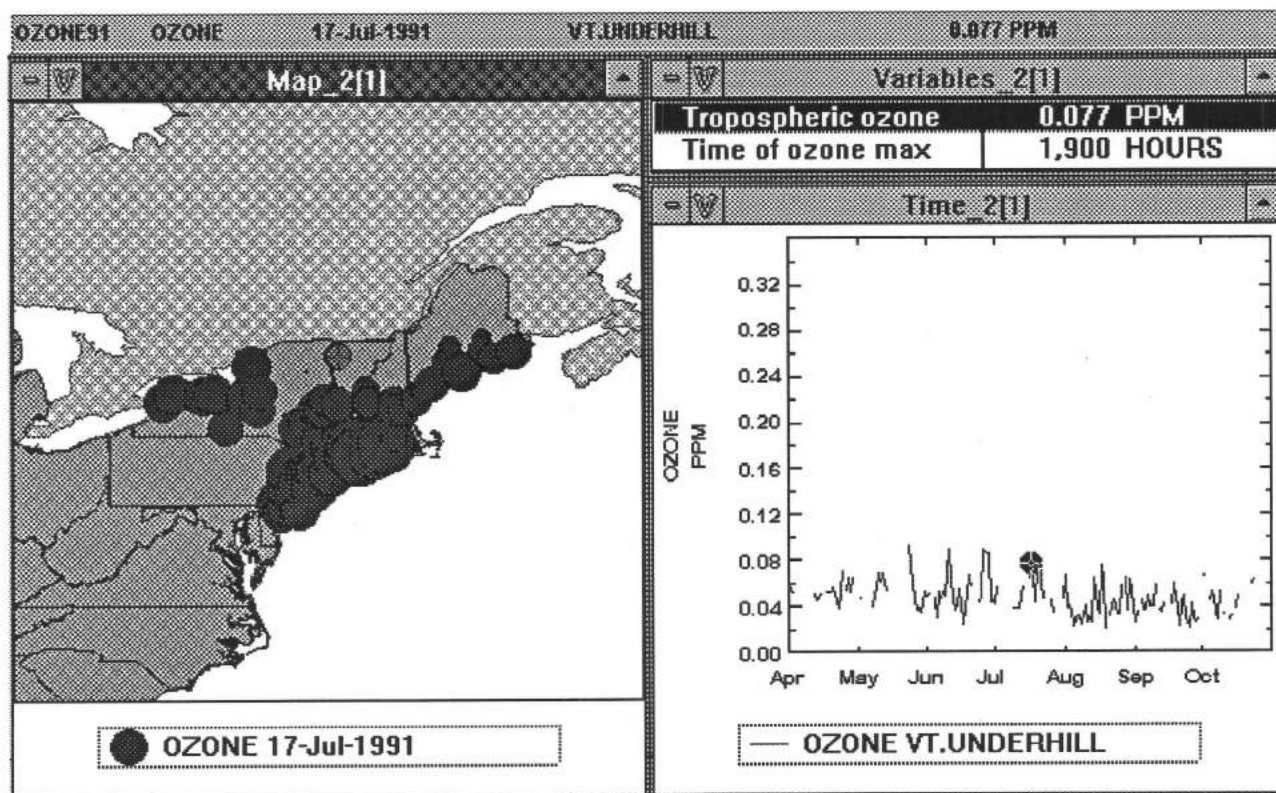 OZONE91 OZONE 17-Jul-1991 VT.UNDERHILL 0.077 PPM
Map_2[1]
OZONE 17-Jul-1991
Variables_2[1]
Tropospheric ozone 0.077 PPM
Time of ozone max 1,900 HOURS
Time_2[1]
OZONE
PPM
0.32
0.28
0.24
0.20
0.16
0.12
0.08
0.04
0.00
Apr May Jun Jul Aug Sep Oct
OZONE VT.UNDERHILL